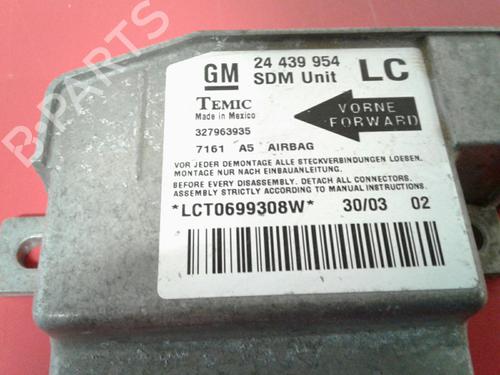 B-PARTS
GM 24 439 954 LC
SDM Unit
TEMIC
Made in Mexico
VORNE
FORWARD
327963935
7161 A5 AIRBAG
VOR JEDER DEMONTAGE ALLE STECKVERBINDUNGEN LOESEN.
MONTAGE NUR NACH EINBAUANLEITUNG.
BEFORE EVERY DISASSEMBLY, DETACH ALL CONNECTORS.
ASSEMBLY STRICTLY ACCORDING TO MANUAL INSTRUCTIONS.
*LCT0699308W* 30/03 02